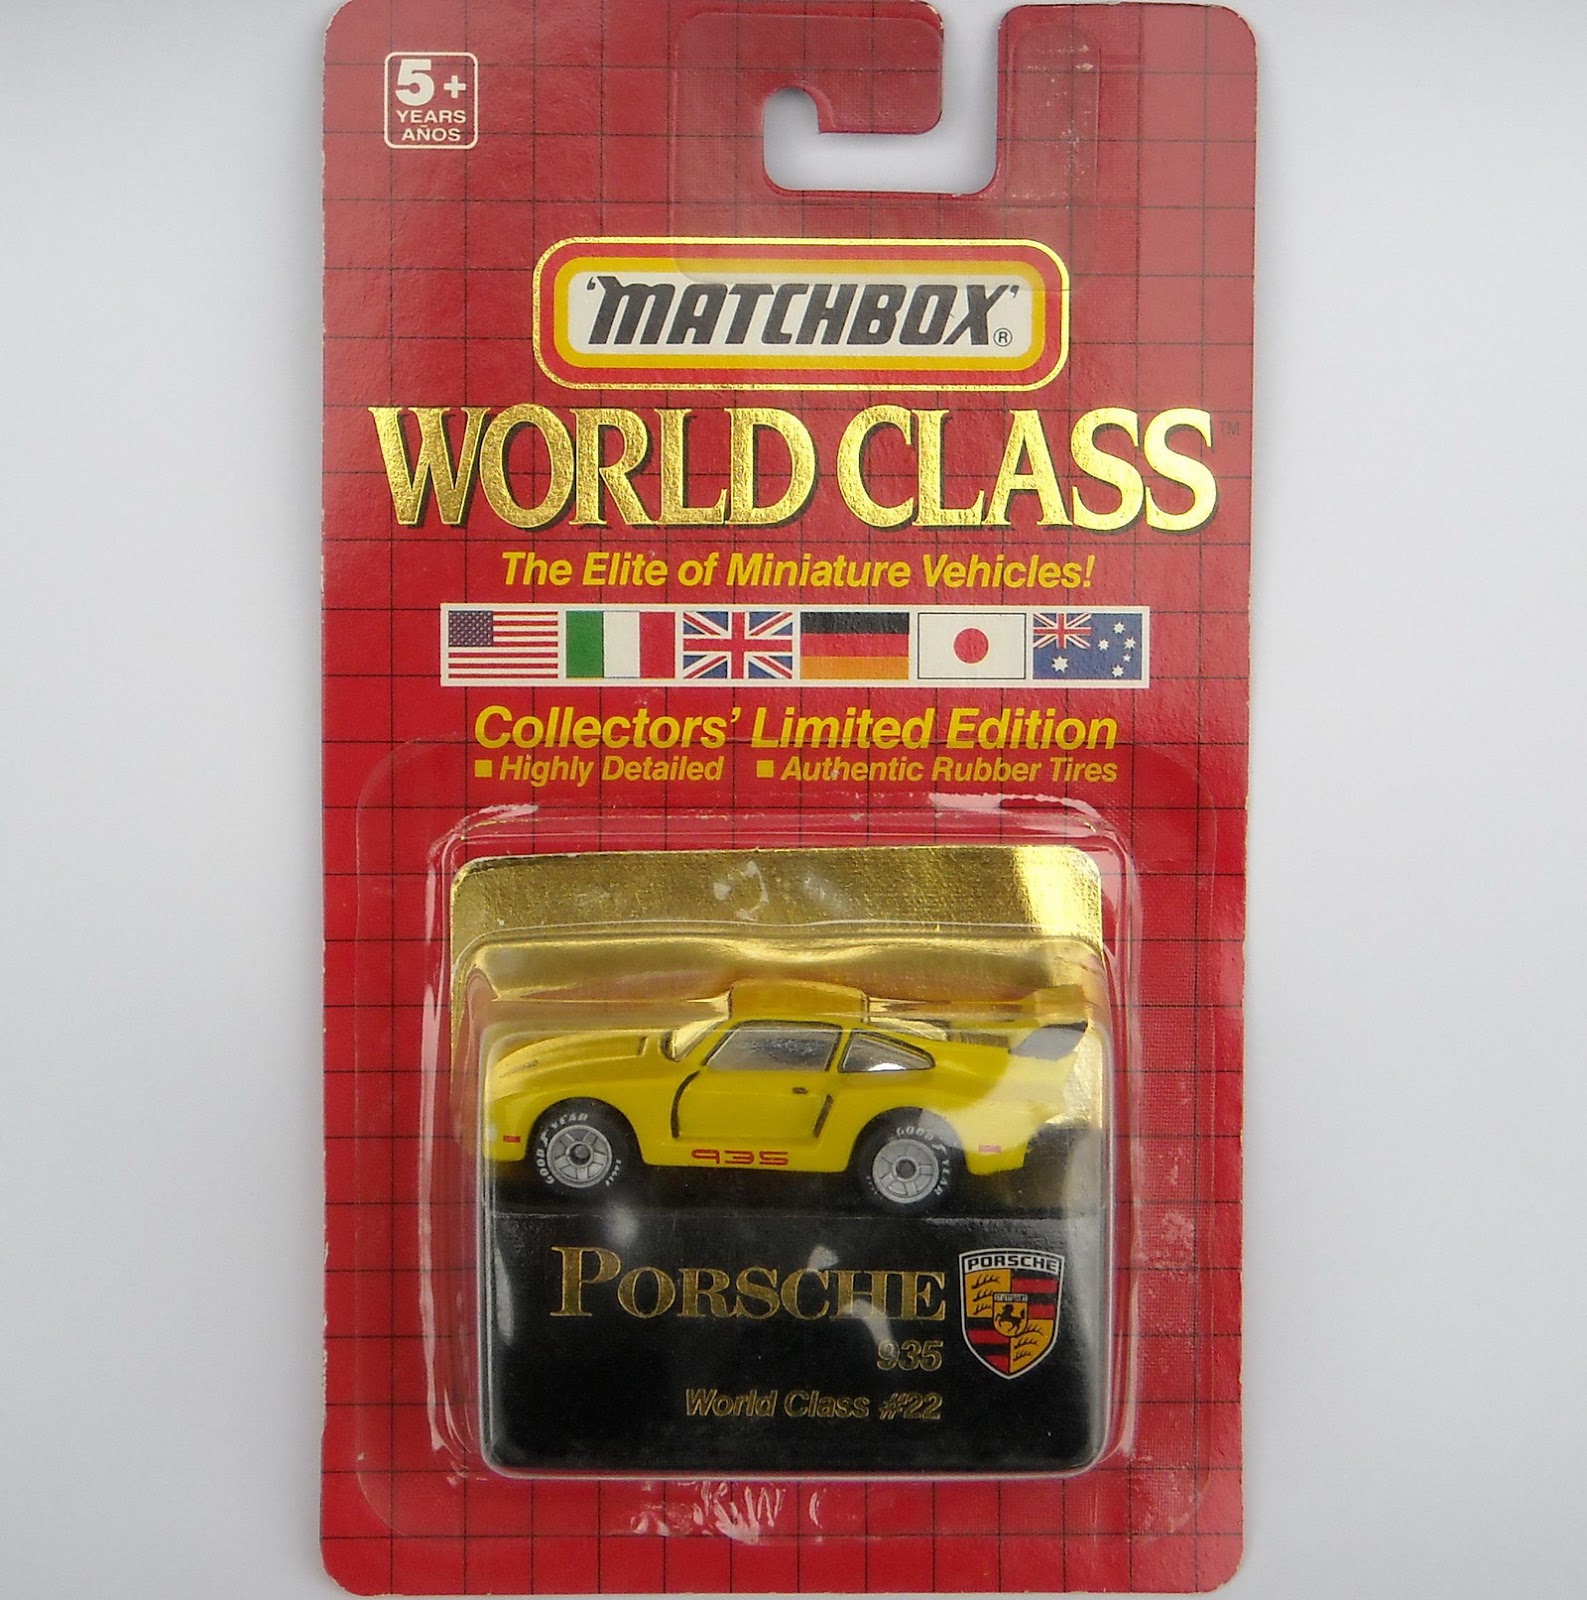 5+
YEARS
AÑOS
'MATCHBOX'®
WORLD CLASS™
The Elite of Miniature Vehicles!
Collectors' Limited Edition
▪ Highly Detailed ▪ Authentic Rubber Tires
GOOD YEAR EAGLE
GOOD YEAR
935
PORSCHE
PORSCHE
935
World Class #22